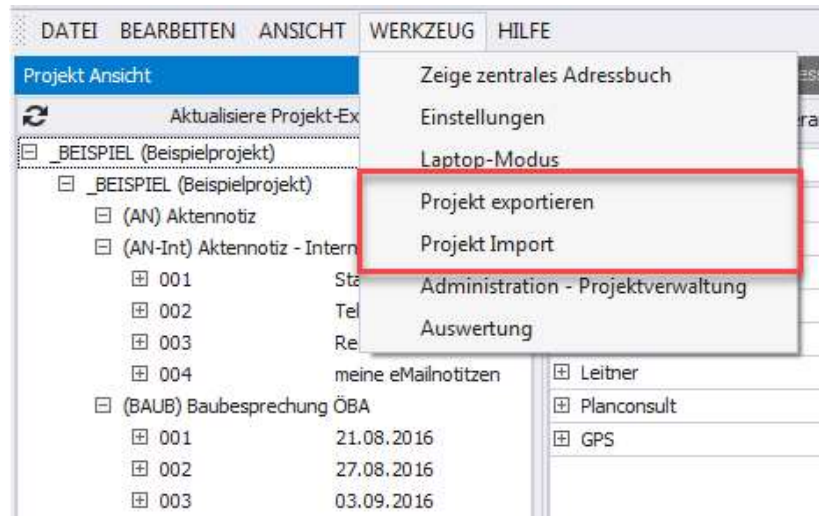 DATEI BEARBEITEN ANSICHT WERKZEUG HILFE
Projekt Ansicht
Aktualisiere Projekt-Ex
_BEISPIEL (Beispielprojekt)
_BEISPIEL (Beispielprojekt)
(AN) Aktennotiz
(AN-Int) Aktennotiz - Intern
001 Sta
002 Tel
003 Re
004 meine eMailnotitzen
(BAUB) Baubesprechung ÖBA
001 21.08.2016
002 27.08.2016
003 03.09.2016
Zeige zentrales Adressbuch
Einstellungen
Laptop-Modus
Projekt exportieren
Projekt Import
Administration - Projektverwaltung
Auswertung
Leitner
Planconsult
GPS